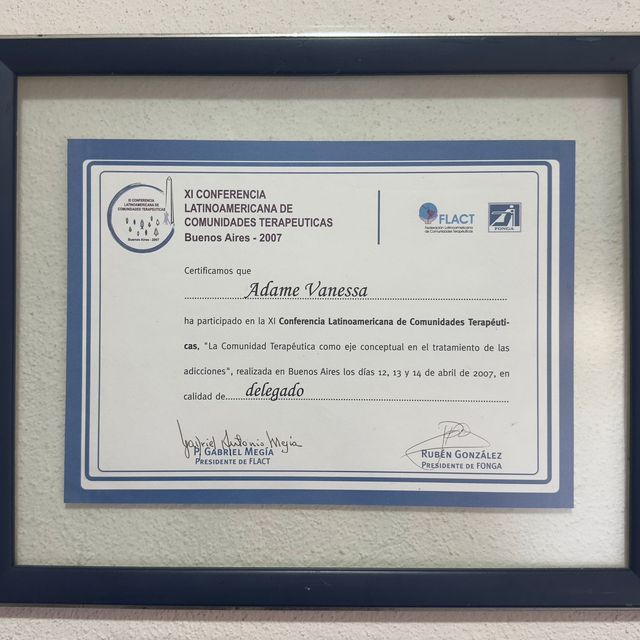 XI CONFERENCIA
LATINOAMERICANA DE
COMUNIDADES TERAPEUTICAS
Buenos Aires - 2007
XI CONFERENCIA
LATINOAMERICANA DE
COMUNIDADES TERAPEUTICAS
Buenos Aires - 2007
FLACT
Federación Latinoamericana
de Comunidades Terapéuticas
FONGA
Certificamos que
Adame Vanessa
ha participado en la XI Conferencia Latinoamericana de Comunidades Terapéuti-
cas, "La Comunidad Terapéutica como eje conceptual en el tratamiento de las
adicciones", realizada en Buenos Aires los días 12, 13 y 14 de abril de 2007, en
calidad de delegado
Gabriel Antonio Mejía
P. GABRIEL MEGÍA
PRESIDENTE DE FLACT
RUBÉN GONZÁLEZ
PRESIDENTE DE FONGA